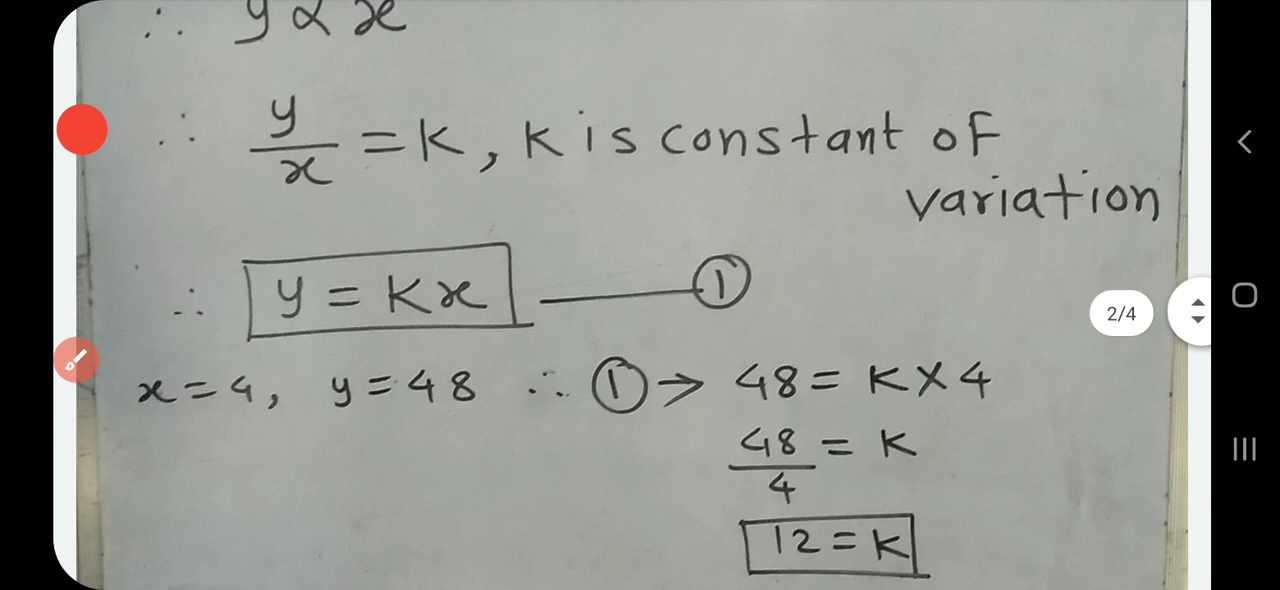 ∴ y ∝ x
∴ y/x = K, K is constant of
variation
∴ y = Kx — ①
2/4
x = 4, y = 48 ∴ ① → 48 = K × 4
48/4 = K
12 = K